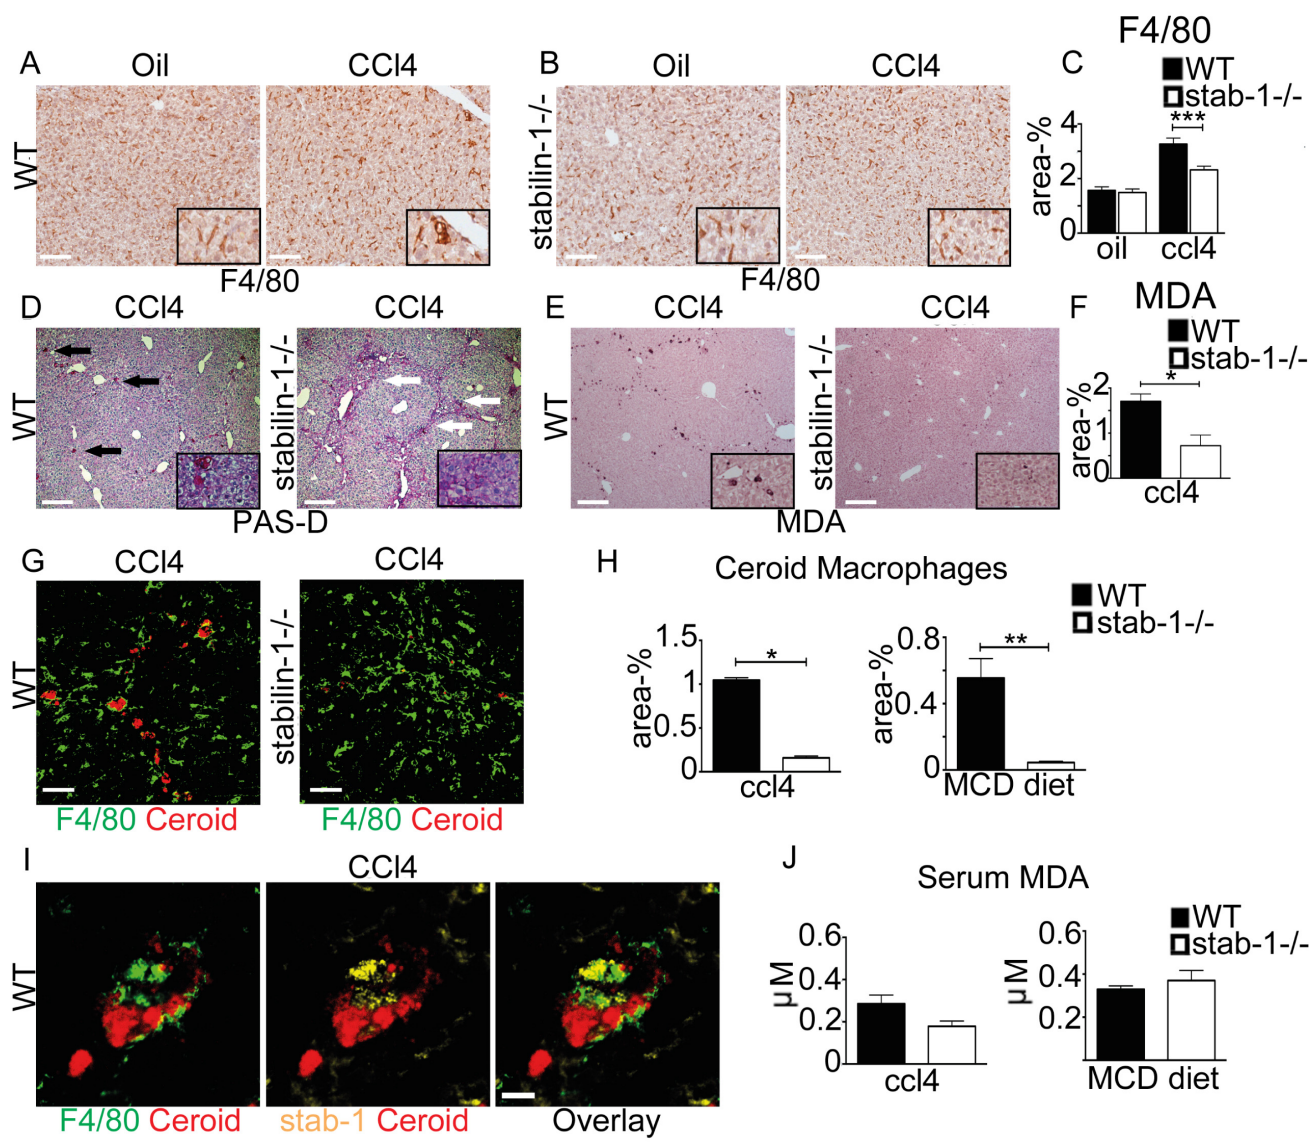 F4/80
A
Oil
CCl4
B
Oil
CCl4
C
WT
stab-1-/-
WT
stabilin-1-/-
area-%
4
2
0
***
oil
ccl4
F4/80
F4/80
D
CCl4
CCl4
E
CCl4
CCl4
F
MDA
WT
stab-1-/-
WT
stabilin-1-/-
WT
stabilin-1-/-
area-%
2
1
0
*
ccl4
PAS-D
MDA
G
CCl4
CCl4
H
Ceroid Macrophages
WT
stab-1-/-
WT
stabilin-1-/-
area-%
1.5
1
0.5
0
*
ccl4
area-%
0.8
0.4
0
**
MCD diet
F4/80 Ceroid
F4/80 Ceroid
I
CCl4
J
Serum MDA
WT
stab-1-/-
WT
µM
0.6
0.4
0.2
0
ccl4
µM
0.6
0.4
0.2
MCD diet
F4/80 Ceroid
stab-1 Ceroid
Overlay